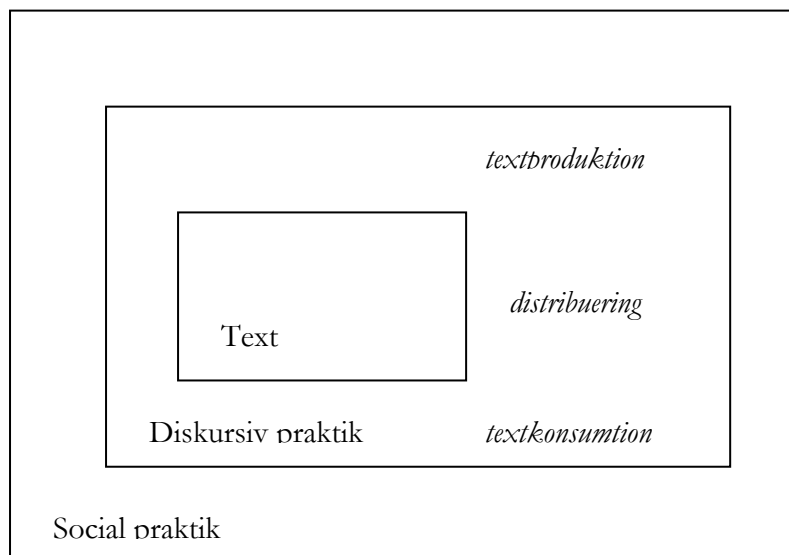 textproduktion
distribuering
Text
Diskursiv praktik
textkonsumtion
Social praktik